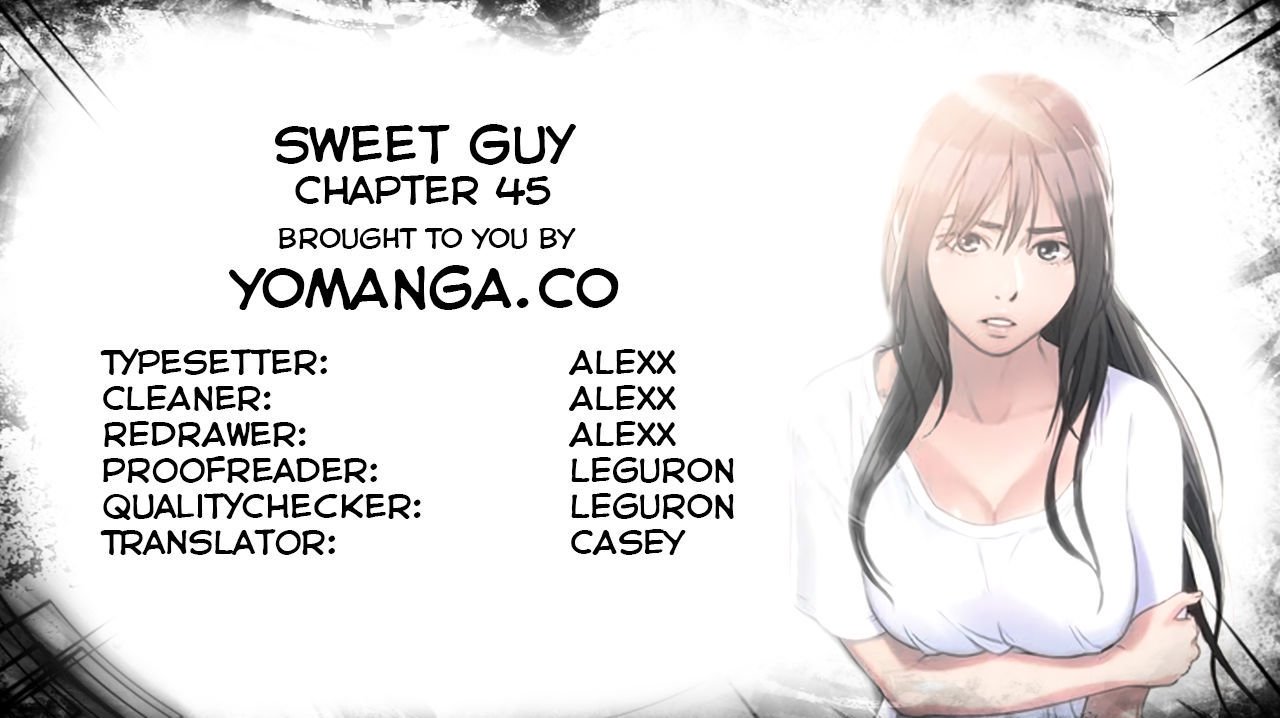 SWEET GUY
CHAPTER 45
BROUGHT TO YOU BY
YOMANGA.CO
TYPESETTER: ALEXX
CLEANER: ALEXX
REDRAWER: ALEXX
PROOFREADER: LEGURON
QUALITYCHECKER: LEGURON
TRANSLATOR: CASEY